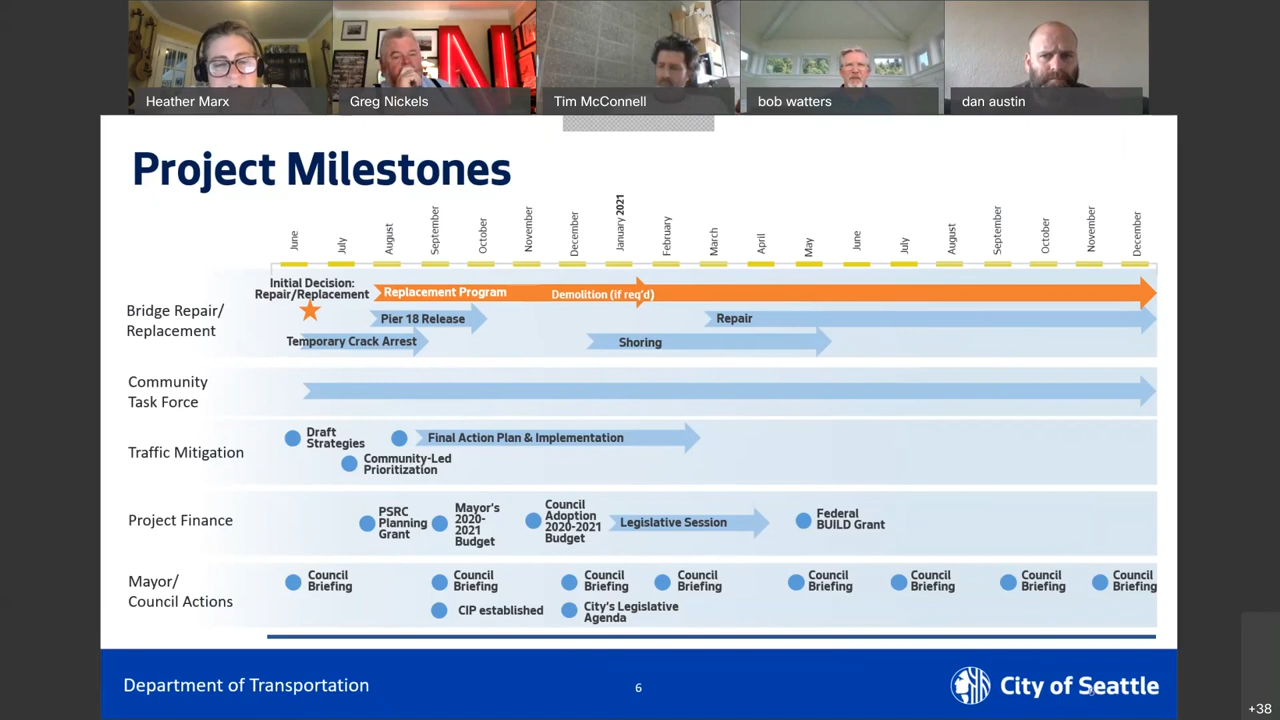 Heather Marx
Greg Nickels
Tim McConnell
bob watters
dan austin
N
Project Milestones
June
July
August
September
October
November
December
January 2021
February
March
April
May
June
July
August
September
October
November
December
Bridge Repair/
Replacement
Initial Decision:
Repair/Replacement
Replacement Program
Demolition (if req'd)
Pier 18 Release
Repair
Temporary Crack Arrest
Shoring
Community
Task Force
Traffic Mitigation
Draft
Strategies
Final Action Plan & Implementation
Community-Led
Prioritization
Project Finance
PSRC
Planning
Grant
Mayor's
2020-
2021
Budget
Council
Adoption
2020-2021
Budget
Legislative Session
Federal
BUILD Grant
Mayor/
Council Actions
Council
Briefing
Council
Briefing
Council
Briefing
Council
Briefing
Council
Briefing
Council
Briefing
Council
Briefing
Council
Briefing
CIP established
City's Legislative
Agenda
Department of Transportation
6
City of Seattle
+38